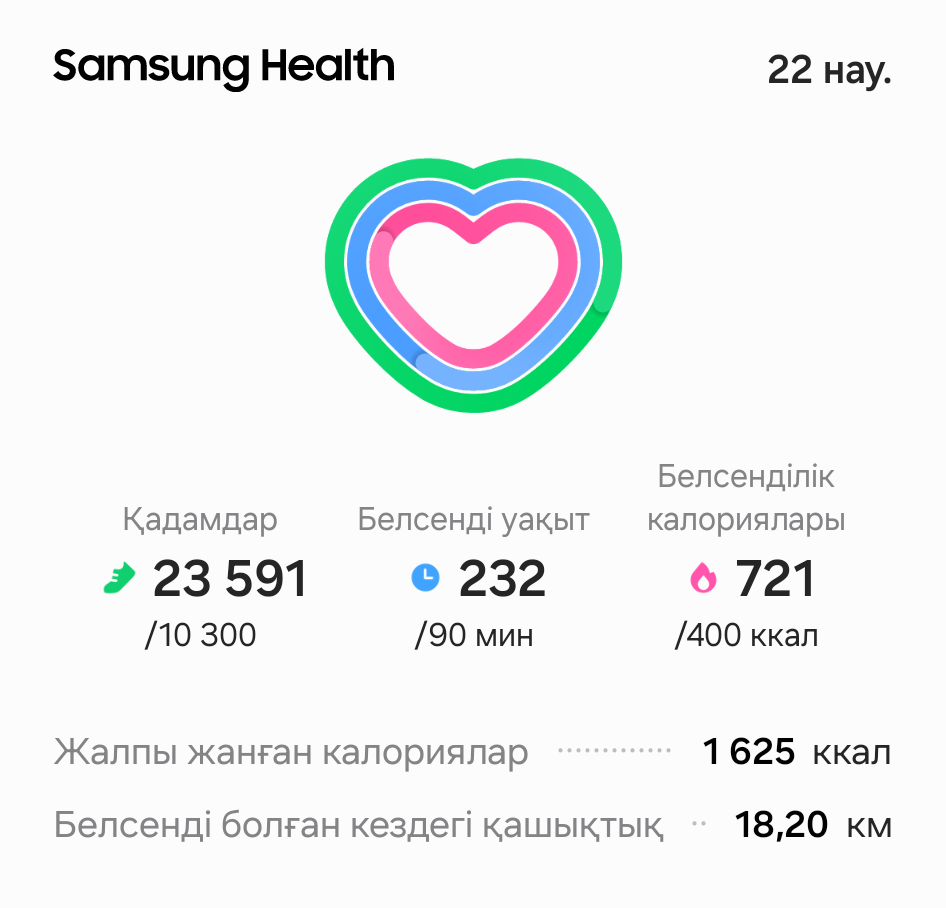 Samsung Health
22 нау.
Белсенділік
Қадамдар
Белсенді уақыт
калориялары
23 591
232
721
/10 300
/90 мин
/400 ккал
Жалпы жанған калориялар 1 625 ккал
Белсенді болған кездегі қашықтық 18,20 км